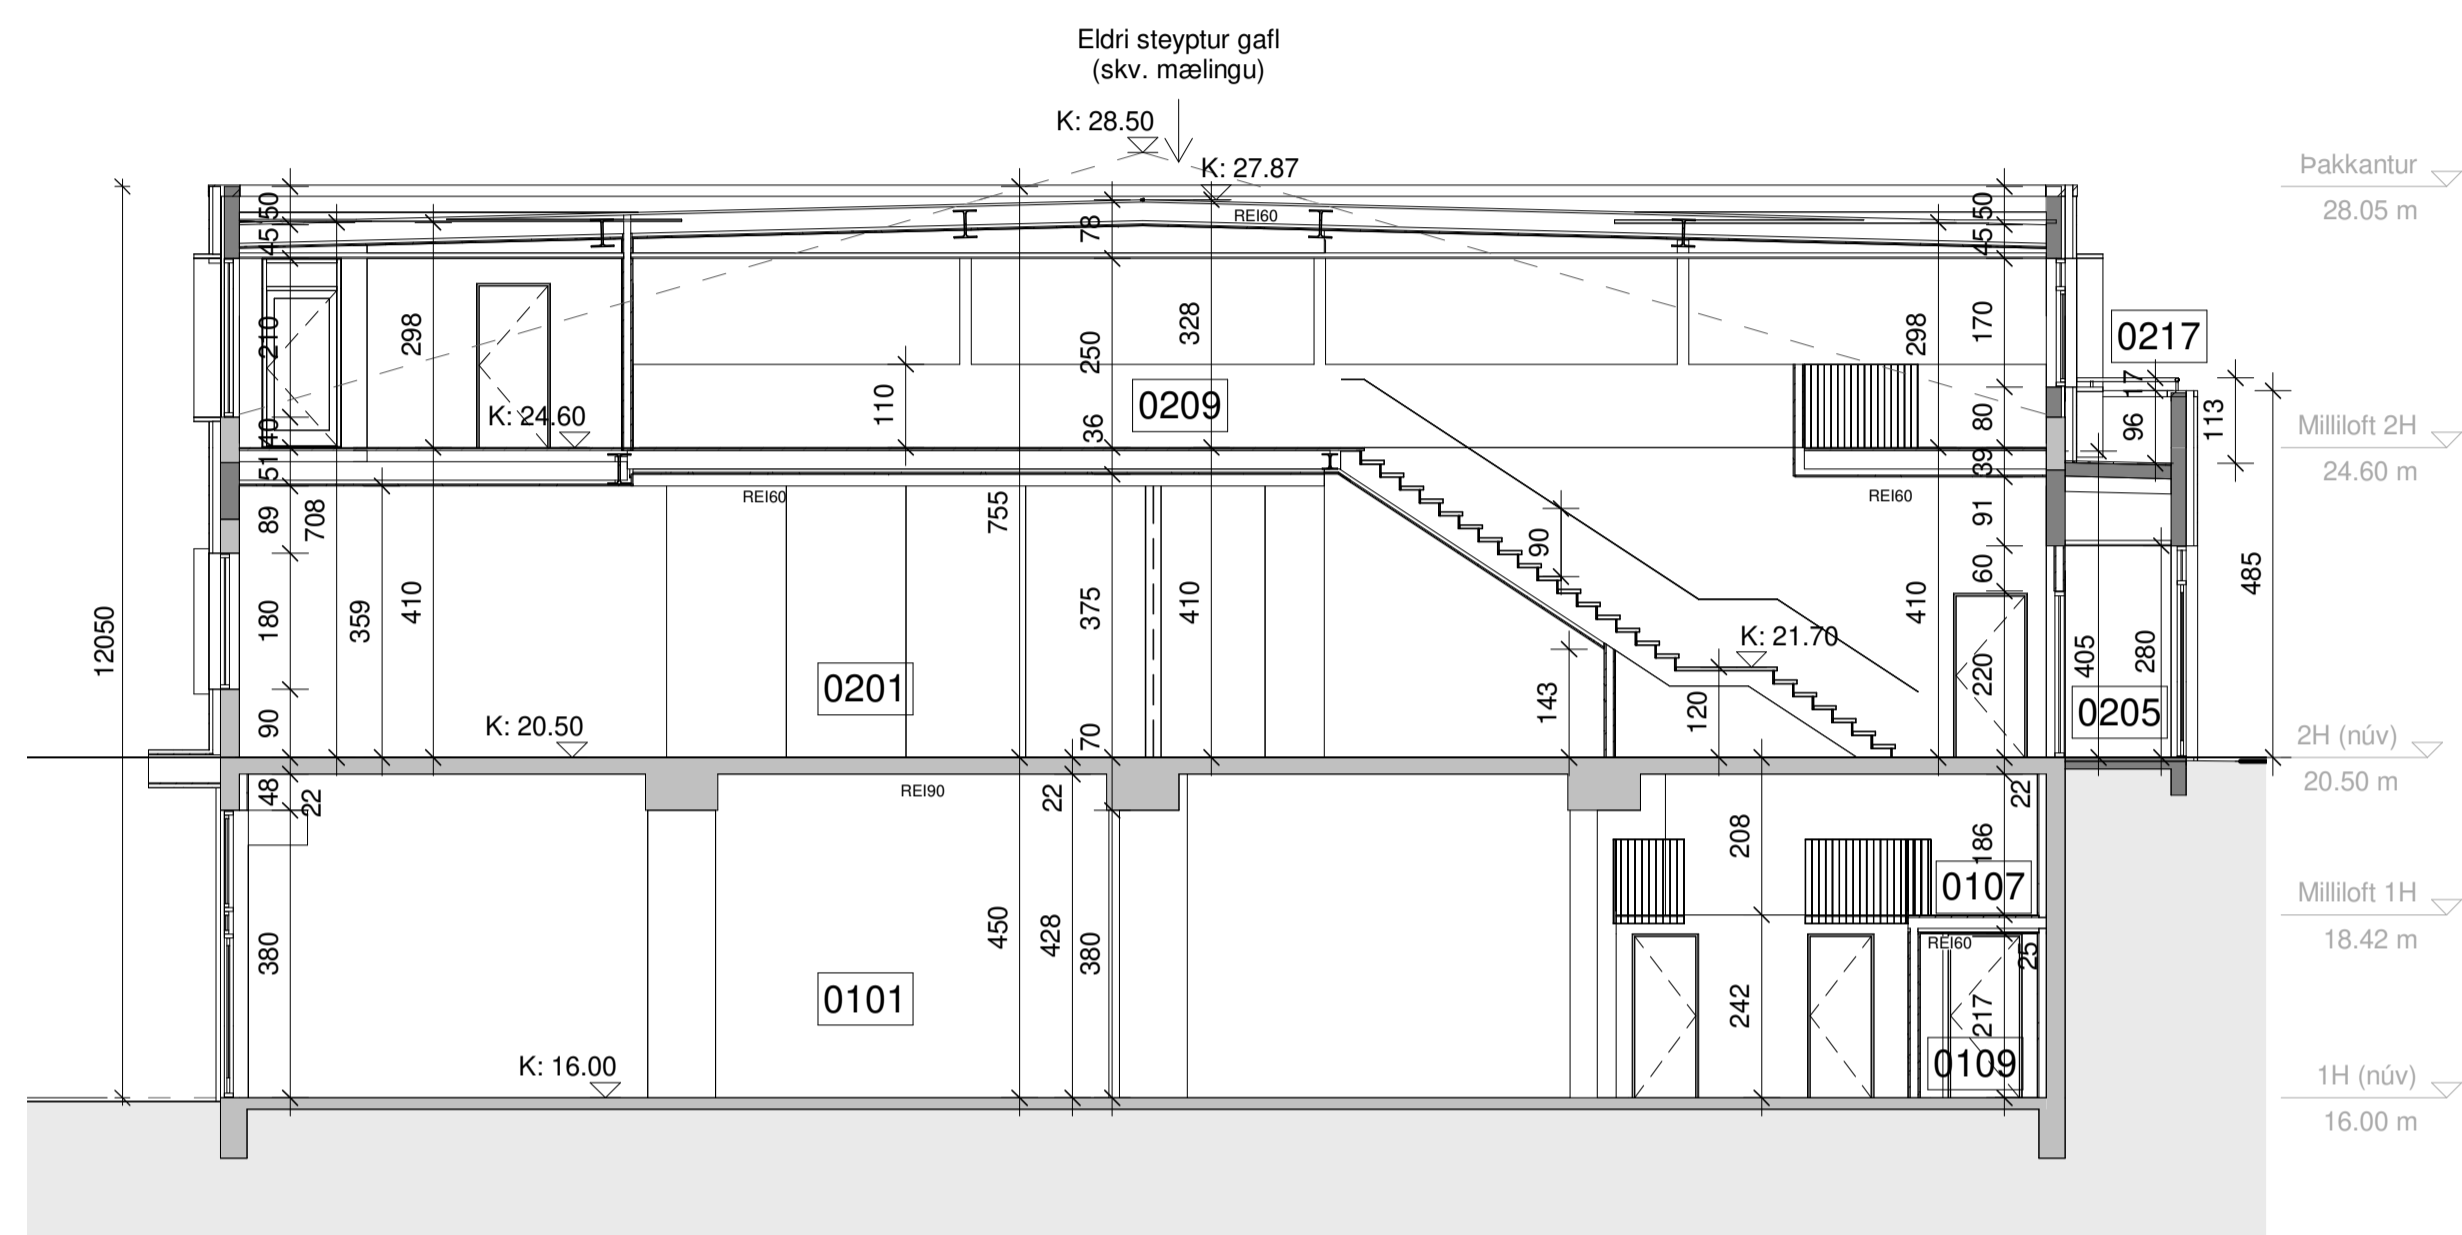 Eldri steyptur gafl
(skv. mælingu)
K: 28.50
K: 27.87
Þakkantur
28.05 m
50
45
78
REI60
50
45
210
298
250
328
298
170
0217
110
0209
K: 24.60
40
36
80
17
96
113
Milliloft 2H
24.60 m
51
39
REI60
REI60
89
708
755
90
91
60
485
12050
180
359
410
375
410
410
K: 21.70
405
280
220
0201
0205
90
K: 20.50
70
143
120
2H (núv)
20.50 m
48
22
REI90
22
208
22
186
0107
Milliloft 1H
18.42 m
380
450
428
380
REI60
25
0101
242
217
K: 16.00
0109
1H (núv)
16.00 m